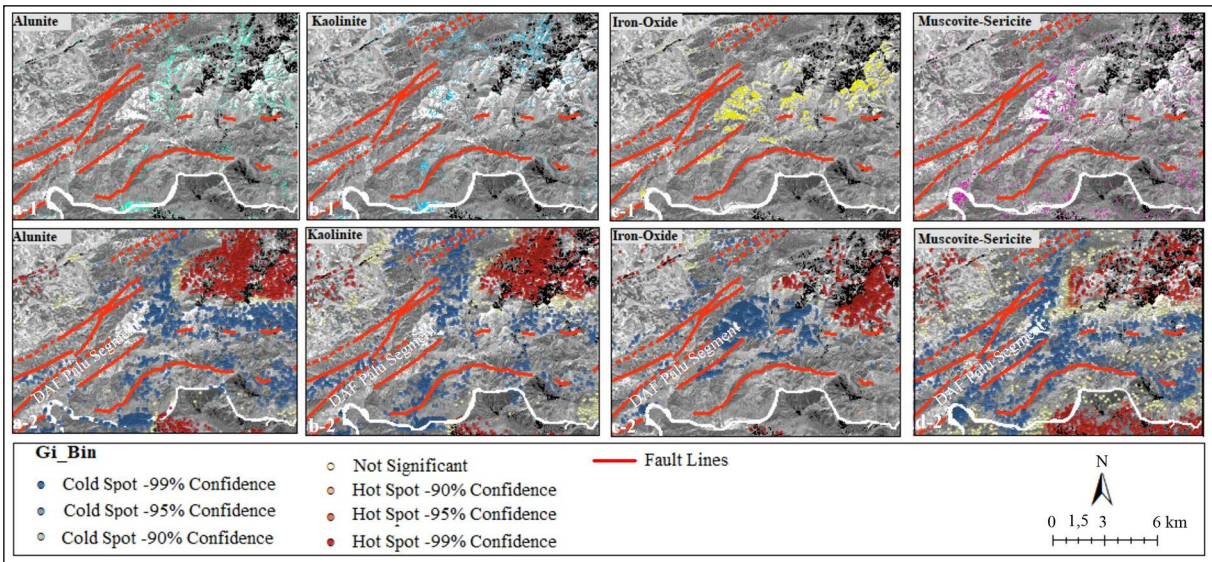 Alunite
Kaolinite
Iron-Oxide
Muscovite-Sericite
a-1
b-1
c-1
Alunite
Kaolinite
Iron-Oxide
Muscovite-Sericite
DAF Palu Segment
DAF Palu Segment
DAF Palu Segment
DAF Palu Segment
a-2
b-2
c-2
d-2
Gi_Bin
Cold Spot -99% Confidence
Cold Spot -95% Confidence
Cold Spot -90% Confidence
Not Significant
Hot Spot -90% Confidence
Hot Spot -95% Confidence
Hot Spot -99% Confidence
Fault Lines
N
0 1,5 3 6 km